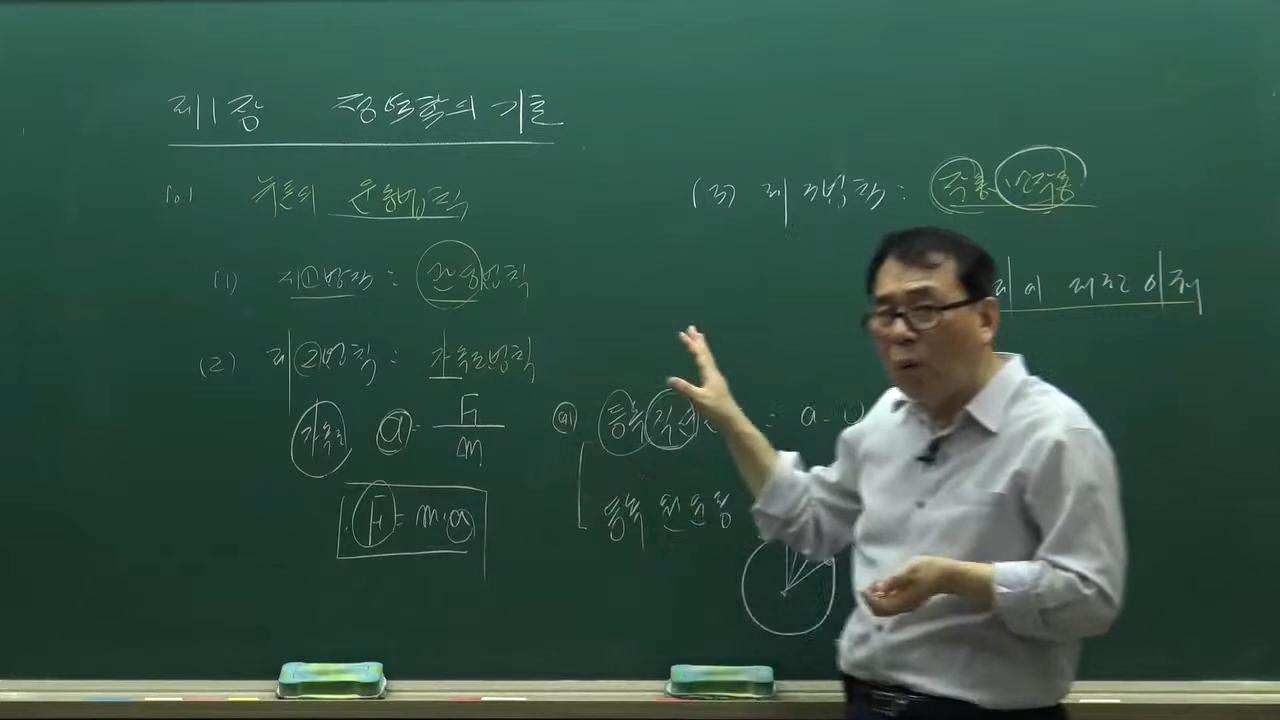 제1장 정역학의 기초
1.1 뉴튼의 운동법칙
(1) 제1법칙 : 관성법칙
(2) 제2법칙 : 가속도법칙
가속도 a = F/m
F = m·a
예) 등속 직선 : a = 0
등속 원운동
(3) 제3법칙 : 작용 반작용